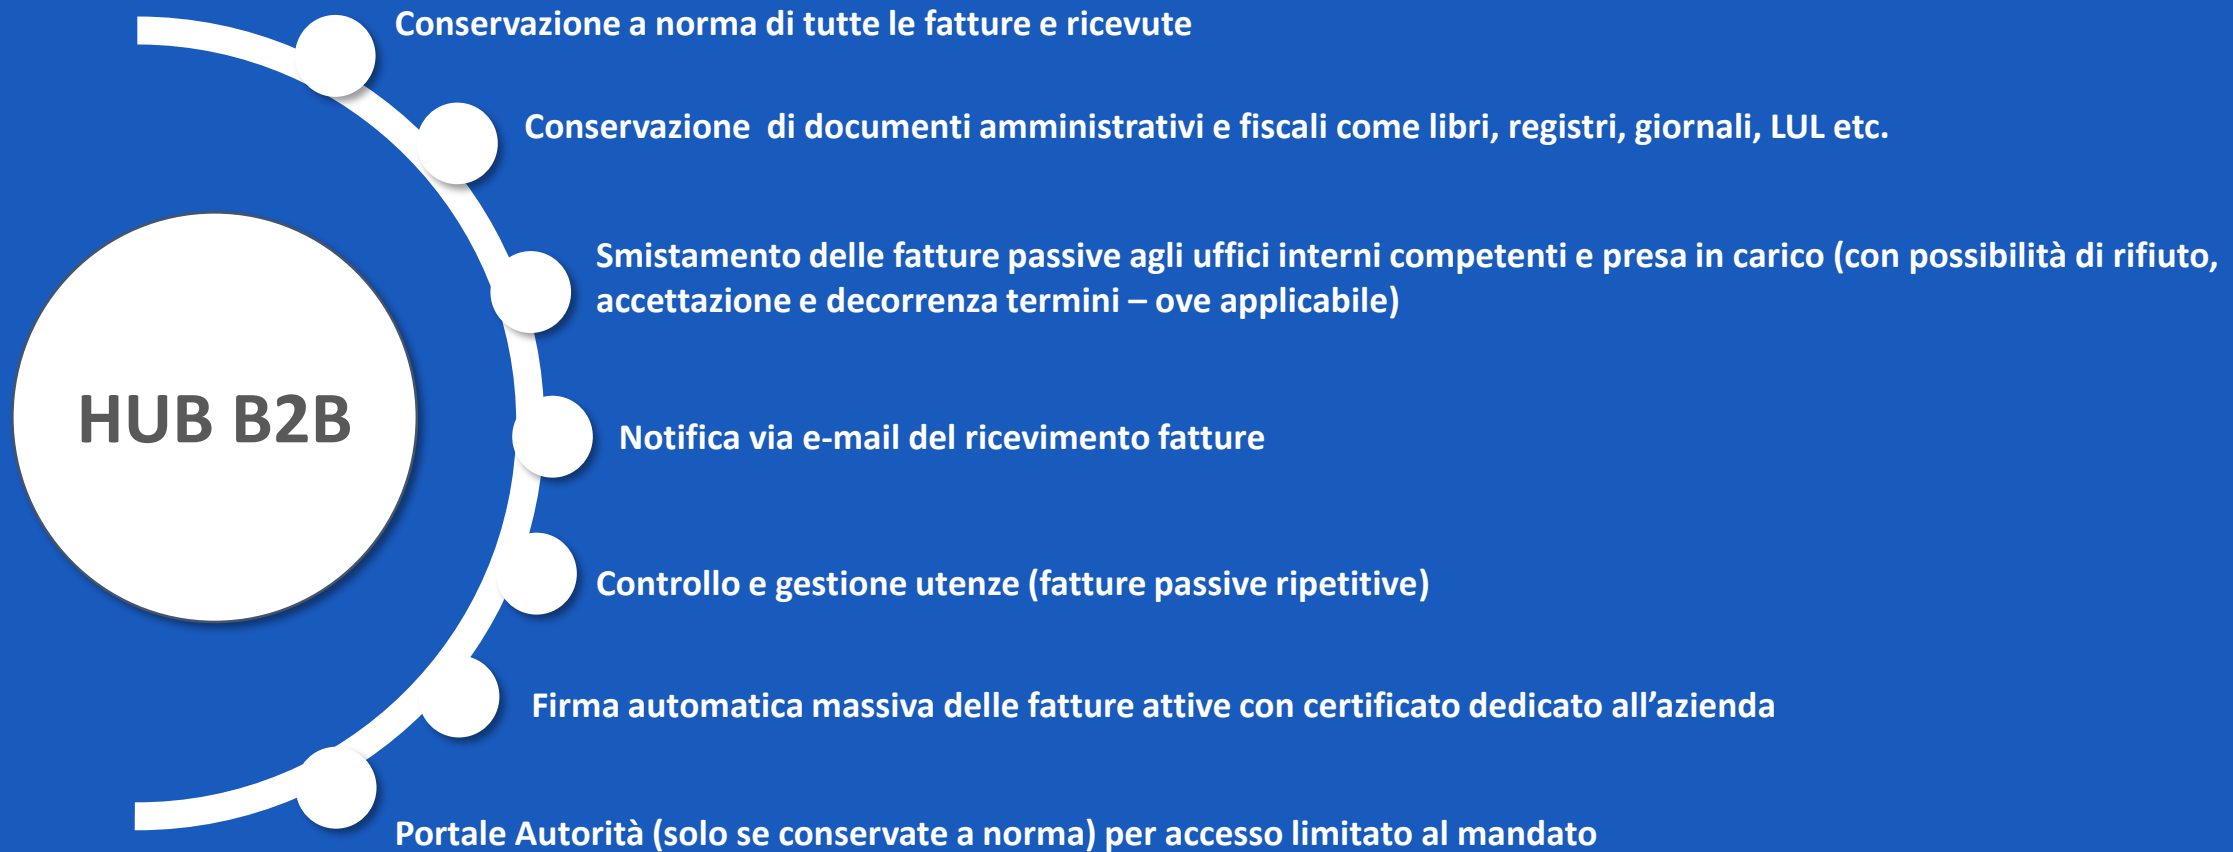 Conservazione a norma di tutte le fatture e ricevute
Conservazione  di documenti amministrativi e fiscali come libri, registri, giornali, LUL etc.
Smistamento delle fatture passive agli uffici interni competenti e presa in carico (con possibilità di rifiuto,
accettazione e decorrenza termini – ove applicabile)
HUB B2B
Notifica via e-mail del ricevimento fatture
Controllo e gestione utenze (fatture passive ripetitive)
Firma automatica massiva delle fatture attive con certificato dedicato all’azienda
Portale Autorità (solo se conservate a norma) per accesso limitato al mandato